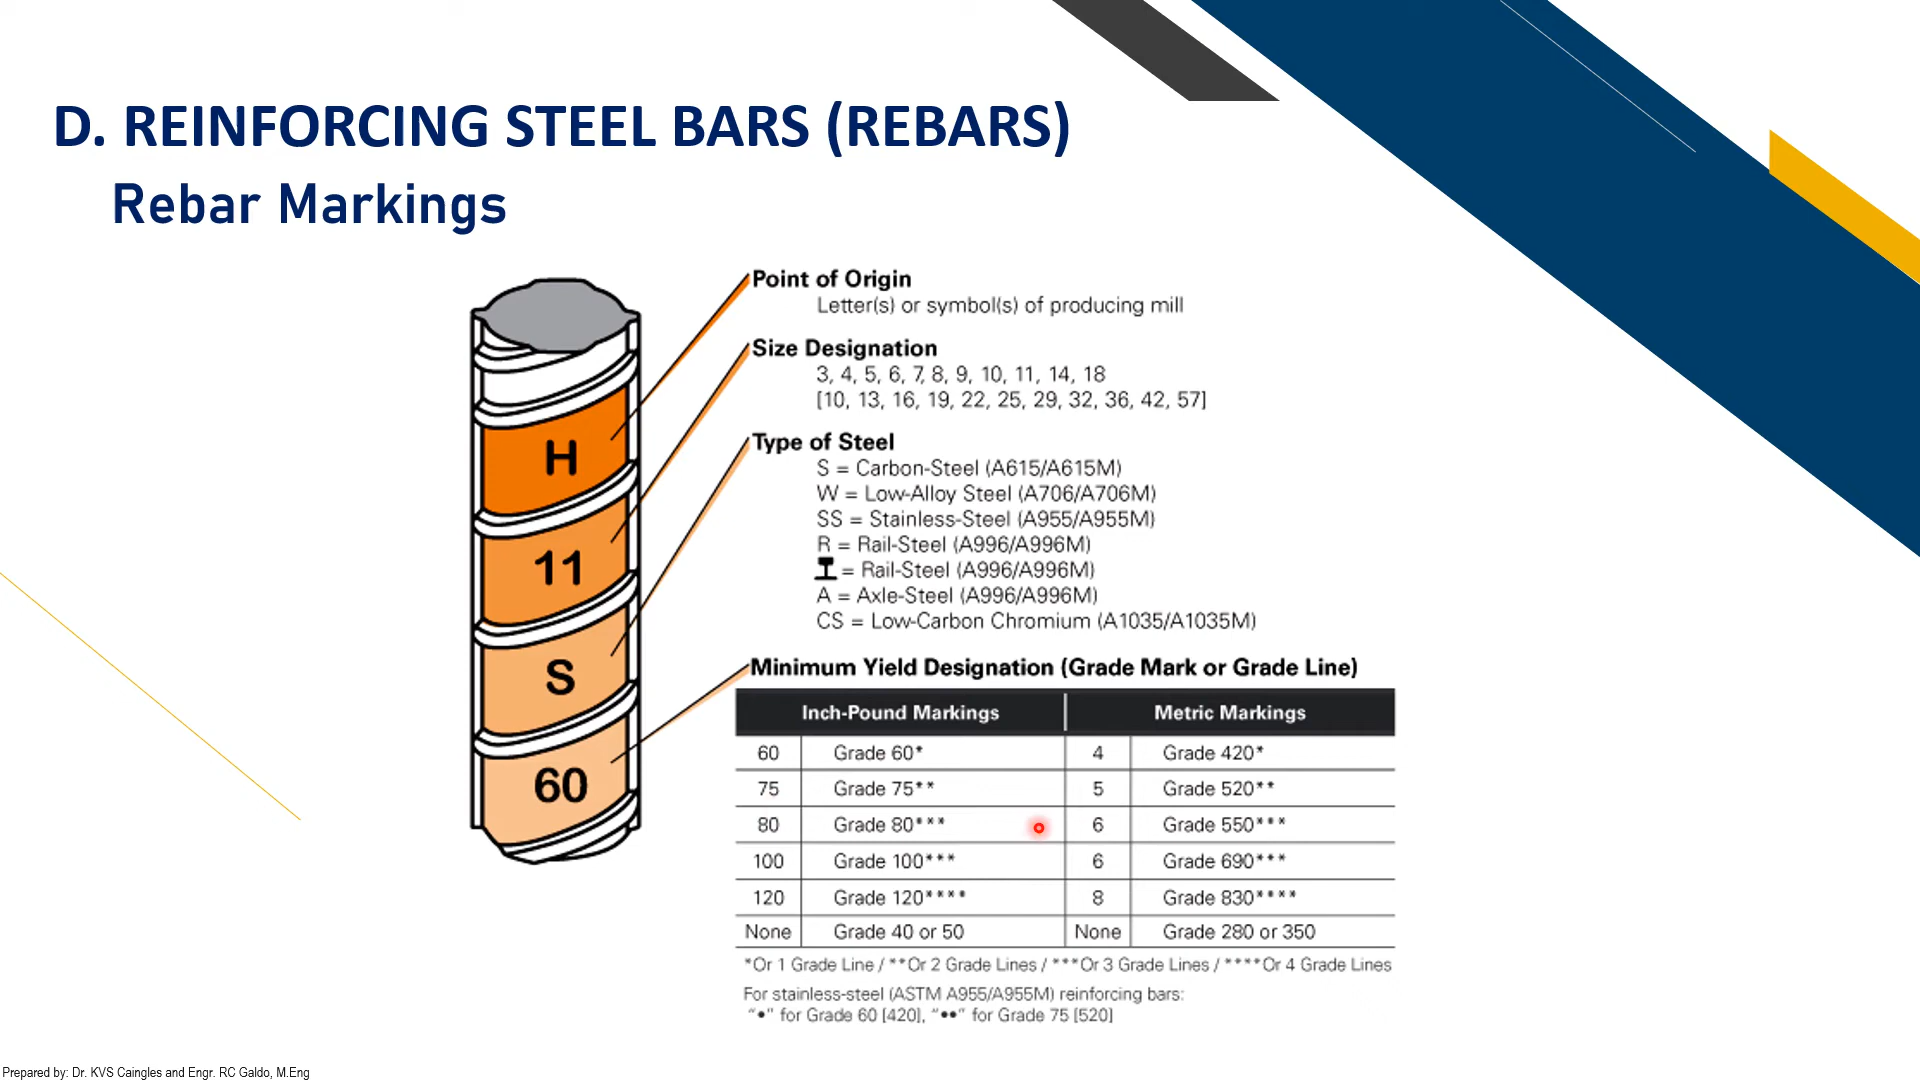 D. REINFORCING STEEL BARS (REBARS)
Rebar Markings
H
11
S
60
Point of Origin
Letter(s) or symbol(s) of producing mill
Size Designation
3, 4, 5, 6, 7, 8, 9, 10, 11, 14, 18
[10, 13, 16, 19, 22, 25, 29, 32, 36, 42, 57]
Type of Steel
S = Carbon-Steel (A615/A615M)
W = Low-Alloy Steel (A706/A706M)
SS = Stainless-Steel (A955/A955M)
R = Rail-Steel (A996/A996M)
= Rail-Steel (A996/A996M)
A = Axle-Steel (A996/A996M)
CS = Low-Carbon Chromium (A1035/A1035M)
Minimum Yield Designation (Grade Mark or Grade Line)
Inch-Pound Markings Metric Markings
60 Grade 60* 4 Grade 420*
75 Grade 75** 5 Grade 520**
80 Grade 80*** 6 Grade 550***
100 Grade 100*** 6 Grade 690***
120 Grade 120**** 8 Grade 830****
None Grade 40 or 50 None Grade 280 or 350
*Or 1 Grade Line / **Or 2 Grade Lines / ***Or 3 Grade Lines / ****Or 4 Grade Lines
For stainless-steel (ASTM A955/A955M) reinforcing bars:
"•" for Grade 60 [420], "••" for Grade 75 [520]
Prepared by: Dr. KVS Caingles and Engr. RC Galdo, M.Eng